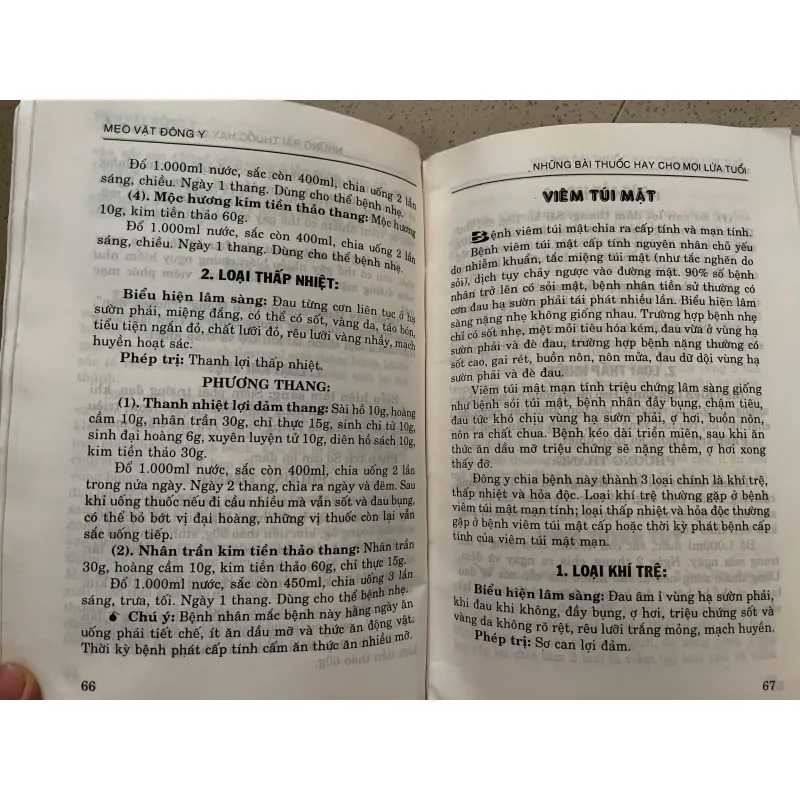 MẸO VẶT ĐÔNG Y
Đổ 1.000ml nước, sắc còn 400ml, chia uống 2 lần
sáng, chiều. Ngày 1 thang. Dùng cho thể bệnh nhẹ.
(4). Mộc hương kim tiền thảo thang: Mộc hương
10g, kim tiền thảo 60g.
Đổ 1.000ml nước, sắc còn 400ml, chia uống 2 lần
sáng, chiều. Ngày 1 thang. Dùng cho thể bệnh nhẹ.
2. LOẠI THẤP NHIỆT:
Biểu hiện lâm sàng: Đau từng cơn liên tục ở hạ
sườn phải, miệng đắng, có thể có sốt, vàng da, táo bón,
tiểu tiện ngắn đỏ, chất lưỡi đỏ, rêu lưỡi vàng nhầy, mạch
huyền hoạt sác.
Phép trị: Thanh lợi thấp nhiệt.
PHƯƠNG THANG:
(1). Thanh nhiệt lợi đảm thang: Sài hồ 10g, hoàng
cầm 10g, nhân trần 30g, chỉ thực 15g, sinh chi tử 10g,
sinh đại hoàng 6g, xuyên luyện tử 10g, diên hồ sách 10g,
kim tiền thảo 30g.
Đổ 1.000ml nước, sắc còn 400ml, chia uống 2 lần
trong nửa ngày. Ngày 2 thang, chia ra ngày và đêm. Sau
khi uống thuốc nếu đi cầu nhiều mà vẫn sốt và đau bụng,
có thể bỏ bớt vị đại hoàng, những vị thuốc còn lại vẫn
sắc uống tiếp.
(2). Nhân trần kim tiền thảo thang: Nhân trần
30g, hoàng cầm 10g, kim tiền thảo 60g, chỉ thực 15g.
Đổ 1.000ml nước, sắc còn 450ml, chia uống 3 lần
sáng, trưa, tối. Ngày 1 thang. Dùng cho thể bệnh nhẹ.
Chú ý: Bệnh nhân mắc bệnh này hằng ngày ăn
uống phải tiết chế, ít ăn dầu mỡ và thức ăn động vật.
Thời kỳ bệnh phát cấp tính cấm ăn thức ăn nhiều mỡ.
66
NHỮNG BÀI THUỐC HAY CHO MỌI LỨA TUỔI
VIÊM TÚI MẬT
Bệnh viêm túi mật chia ra cấp tính và mạn tính.
Bệnh viêm túi mật cấp tính nguyên nhân chủ yếu
do nhiễm khuẩn, tắc miệng túi mật (như tắc nghẽn do
sỏi), dịch tụy chảy ngược vào đường mật. 90% số bệnh
nhân trở lên có sỏi mật, bệnh nhân tiền sử thường có
cơn đau hạ sườn phải tái phát nhiều lần. Biểu hiện lâm
sàng nặng nhẹ không giống nhau. Trường hợp bệnh nhẹ
chỉ có sốt nhẹ, mệt mỏi tiêu hóa kém, đau vừa ở vùng hạ
sườn phải và đè đau, trường hợp bệnh nặng thường có
sốt cao, gai rét, buồn nôn, nôn mửa, đau dữ dội vùng hạ
sườn phải và đè đau.
Viêm túi mật mạn tính triệu chứng lâm sàng giống
như bệnh sỏi túi mật, bệnh nhân đầy bụng, chậm tiêu,
đau tức khó chịu vùng hạ sườn phải, ợ hơi, buồn nôn,
nôn ra chất chua. Bệnh kéo dài triền miên, sau khi ăn
thức ăn dầu mỡ triệu chứng sẽ nặng thêm, ợ hơi xong
thấy đỡ.
Đông y chia bệnh này thành 3 loại chính là khí trệ,
thấp nhiệt và hỏa độc. Loại khí trệ thường gặp ở bệnh
viêm túi mật mạn tính; loại thấp nhiệt và hỏa độc thường
gặp ở bệnh viêm túi mật cấp hoặc thời kỳ phát bệnh cấp
tính của viêm túi mật mạn.
1. LOẠI KHÍ TRỆ:
Biểu hiện lâm sàng: Đau âm ỉ vùng hạ sườn phải,
khi đau khi không, đầy bụng, ợ hơi, triệu chứng sốt và
vàng da không rõ rệt, rêu lưỡi trắng mỏng, mạch huyền.
Phép trị: Sơ can lợi đảm.
67